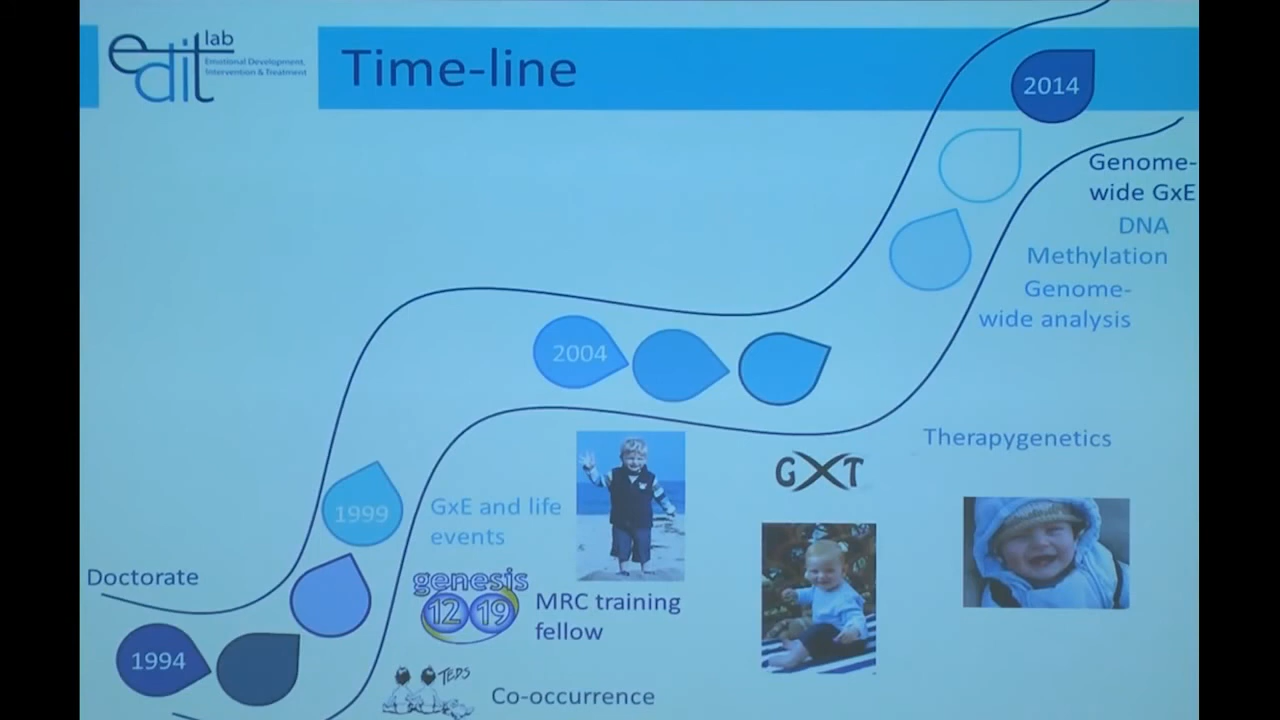 edit lab
Emotional Development,
Intervention & Treatment
Time-line
2014
Genome-
wide GxE
DNA
Methylation
Genome-
wide analysis
2004
Therapygenetics
GXT
1999
GxE and life
events
Doctorate
genesis
12 19
MRC training
fellow
1994
TEDS
Co-occurrence